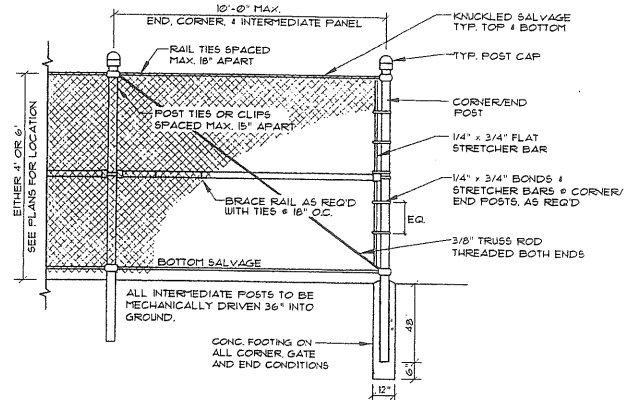 10'-0" MAX.
END, CORNER, & INTERMEDIATE PANEL
KNUCKLED SALVAGE
TYP. TOP & BOTTOM
RAIL TIES SPACED
MAX. 18" APART
TYP. POST CAP
POST TIES OR CLIPS
SPACED MAX. 15" APART
CORNER/END
POST
EITHER 4' OR 6'
SEE PLANS FOR LOCATION
1/4" x 3/4" FLAT
STRETCHER BAR
BRACE RAIL AS REQ'D
WITH TIES @ 18" O.C.
1/4" x 3/4" BONDS &
STRETCHER BARS @ CORNER/
END POSTS, AS REQ'D
EQ.
3/8" TRUSS ROD
THREADED BOTH ENDS
BOTTOM SALVAGE
ALL INTERMEDIATE POSTS TO BE
MECHANICALLY DRIVEN 36" INTO
GROUND.
CONC. FOOTING ON
ALL CORNER, GATE
AND END CONDITIONS
48"
6"
12"